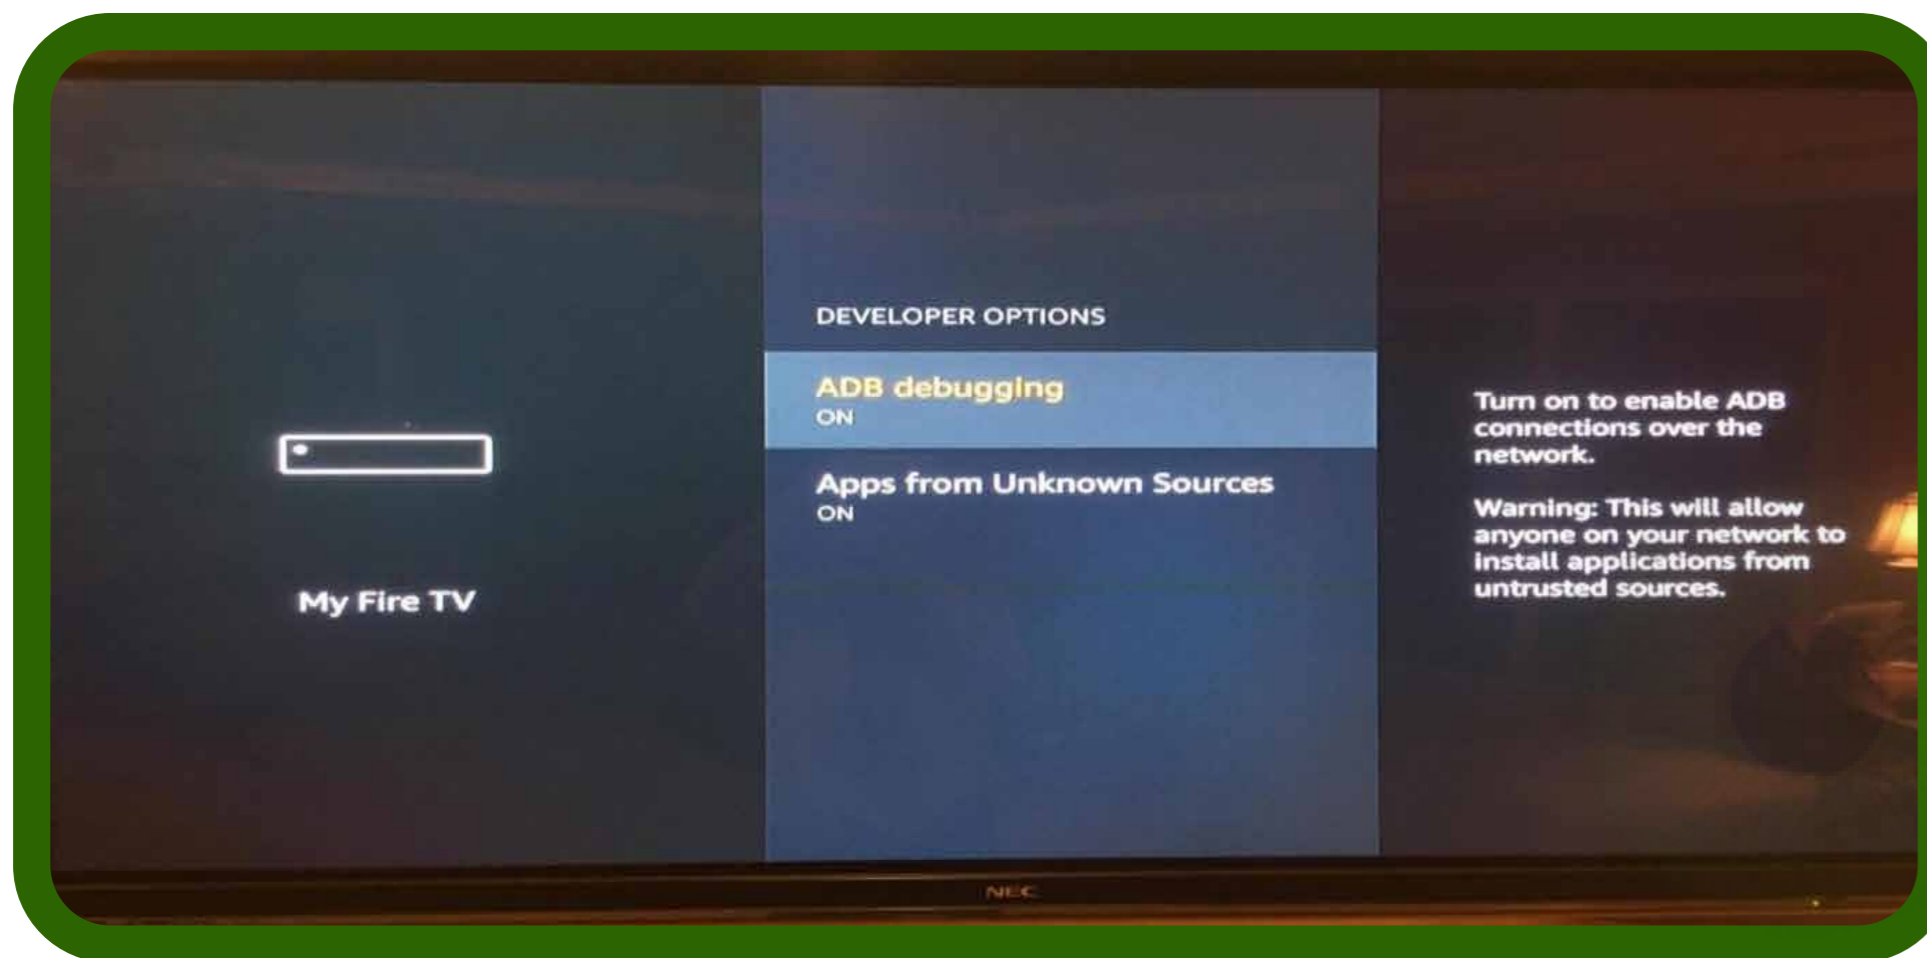 DEVELOPER OPTIONS
ADB debugging
ON
Apps from Unknown Sources
ON
My Fire TV
Turn on to enable ADB
connections over the
network.
Warning: This will allow
anyone on your network to
install applications from
untrusted sources.
NEC